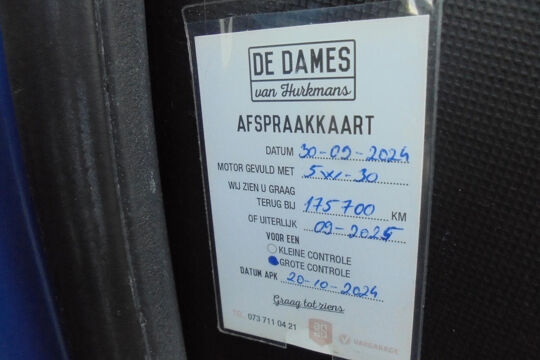 DE DAMES
van Hurkmans
AFSPRAAKKAART
DATUM 30-09-2024
MOTOR GEVULD MET 5W-30
WIJ ZIEN U GRAAG
TERUG BIJ 175700 KM
OF UITERLIJK 09-2025
VOOR EEN
KLEINE CONTROLE
GROTE CONTROLE
DATUM APK 20-10-2024
Graag tot ziens
TEL. 073 711 04 21
VAKGARAGE